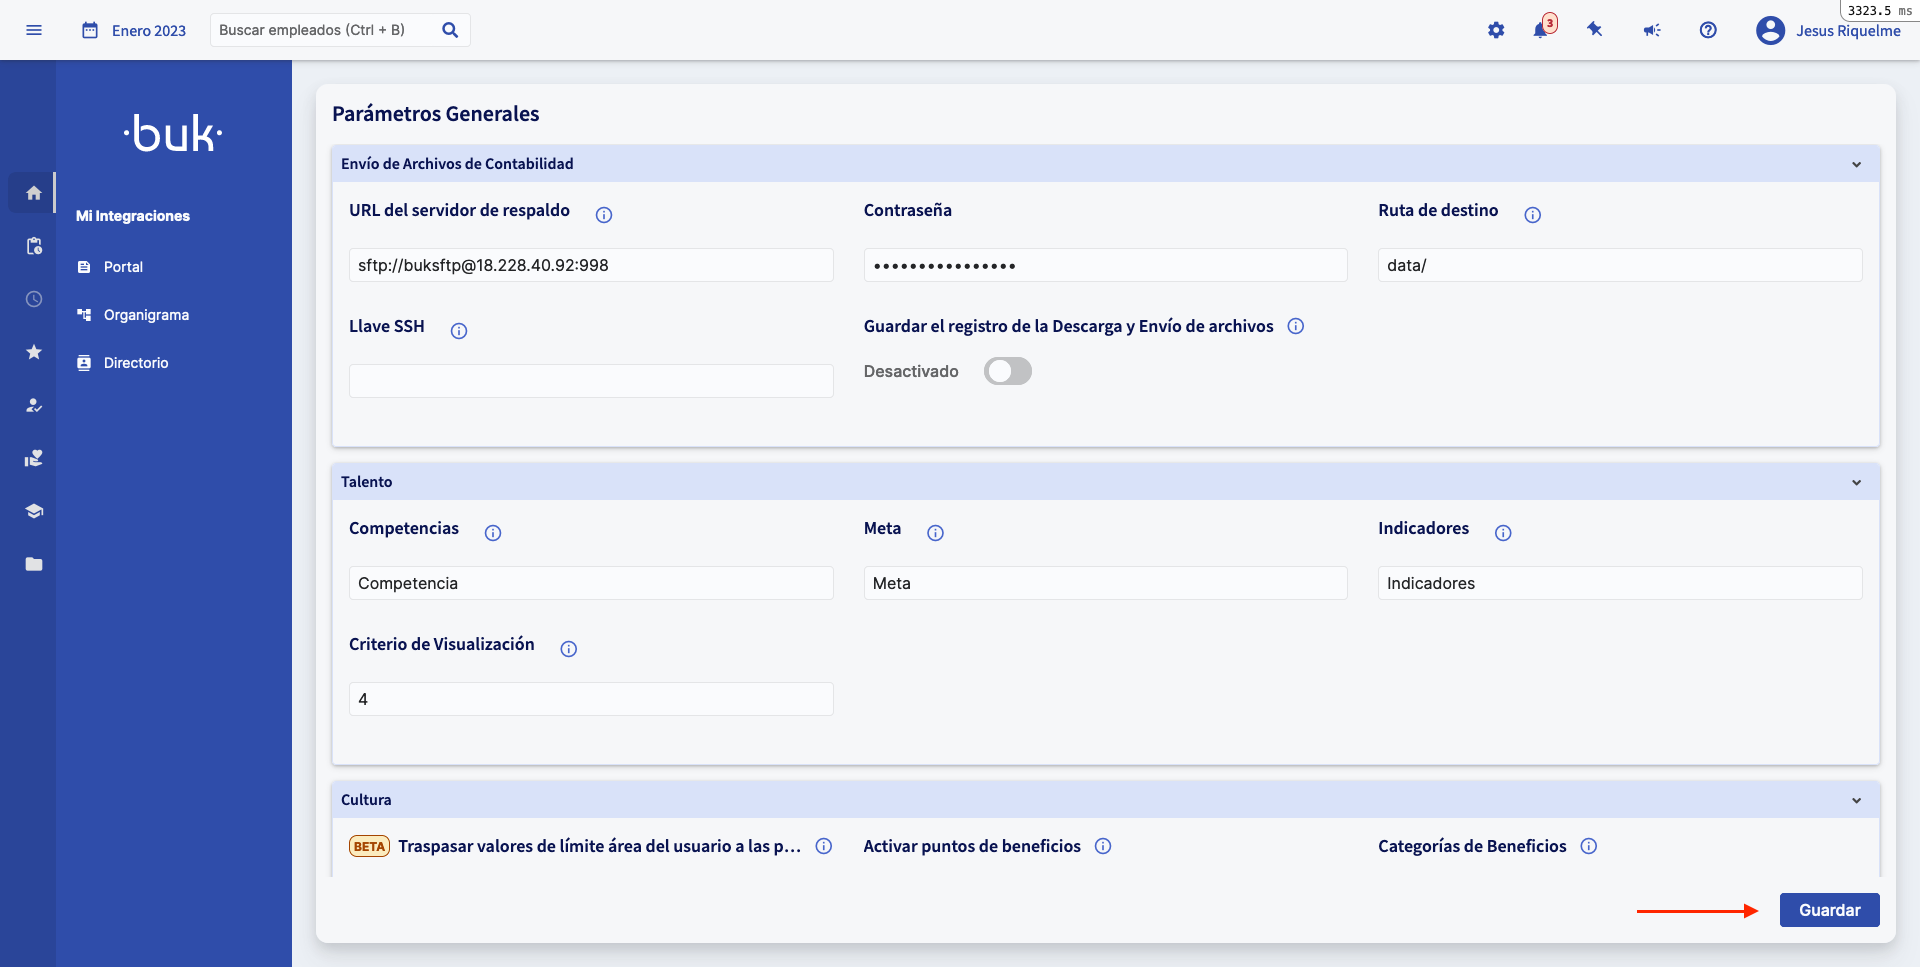 3323.5 ms
Enero 2023
Buscar empleados (Ctrl + B)
3
Jesus Riquelme
·buk·
Mi Integraciones
Portal
Organigrama
Directorio
Parámetros Generales
Envío de Archivos de Contabilidad
URL del servidor de respaldo
Contraseña
Ruta de destino
sftp://buksftp@18.228.40.92:998
••••••••••••••••
data/
Llave SSH
Guardar el registro de la Descarga y Envío de archivos
Desactivado
Talento
Competencias
Meta
Indicadores
Competencia
Meta
Indicadores
Criterio de Visualización
4
Cultura
BETA Traspasar valores de límite área del usuario a las p...
Activar puntos de beneficios
Categorías de Beneficios
Guardar